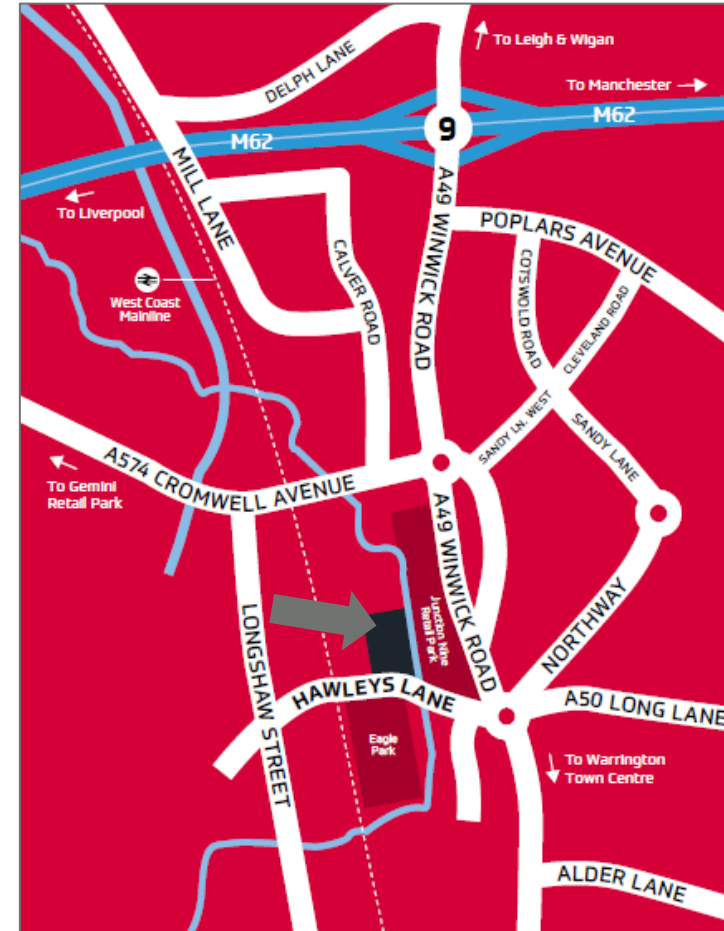 To Leigh & Wigan
DELPH LANE
To Manchester
M62
9
M62
MILL LANE
To Liverpool
A49 WINWICK ROAD
POPLARS AVENUE
CALVER ROAD
COTSWOLD ROAD
West Coast
Mainline
CLEVELAND ROAD
SANDY LN. WEST
SANDY LANE
A574 CROMWELL AVENUE
To Gemini
Retail Park
A49 WINWICK ROAD
Junction Nine
Retail Park
LONGSHAW STREET
NORTHWAY
HAWLEYS LANE
A50 LONG LANE
Eagle
Park
To Warrington
Town Centre
ALDER LANE